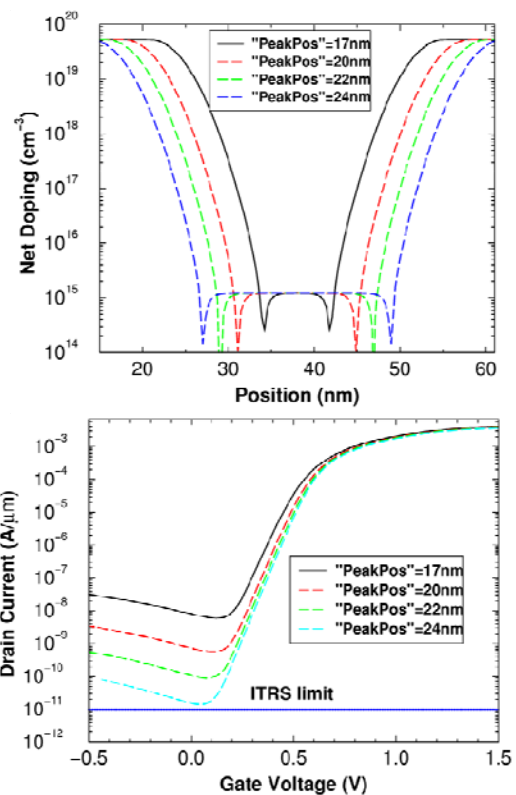 10^20
10^19
10^18
10^17
10^16
10^15
10^14
Net Doping (cm^-3)
"PeakPos"=17nm
"PeakPos"=20nm
"PeakPos"=22nm
"PeakPos"=24nm
20 30 40 50 60
Position (nm)
10^-3
10^-4
10^-5
10^-6
10^-7
10^-8
10^-9
10^-10
10^-11
10^-12
Drain Current (A/μm)
"PeakPos"=17nm
"PeakPos"=20nm
"PeakPos"=22nm
"PeakPos"=24nm
ITRS limit
−0.5 0.0 0.5 1.0 1.5
Gate Voltage (V)